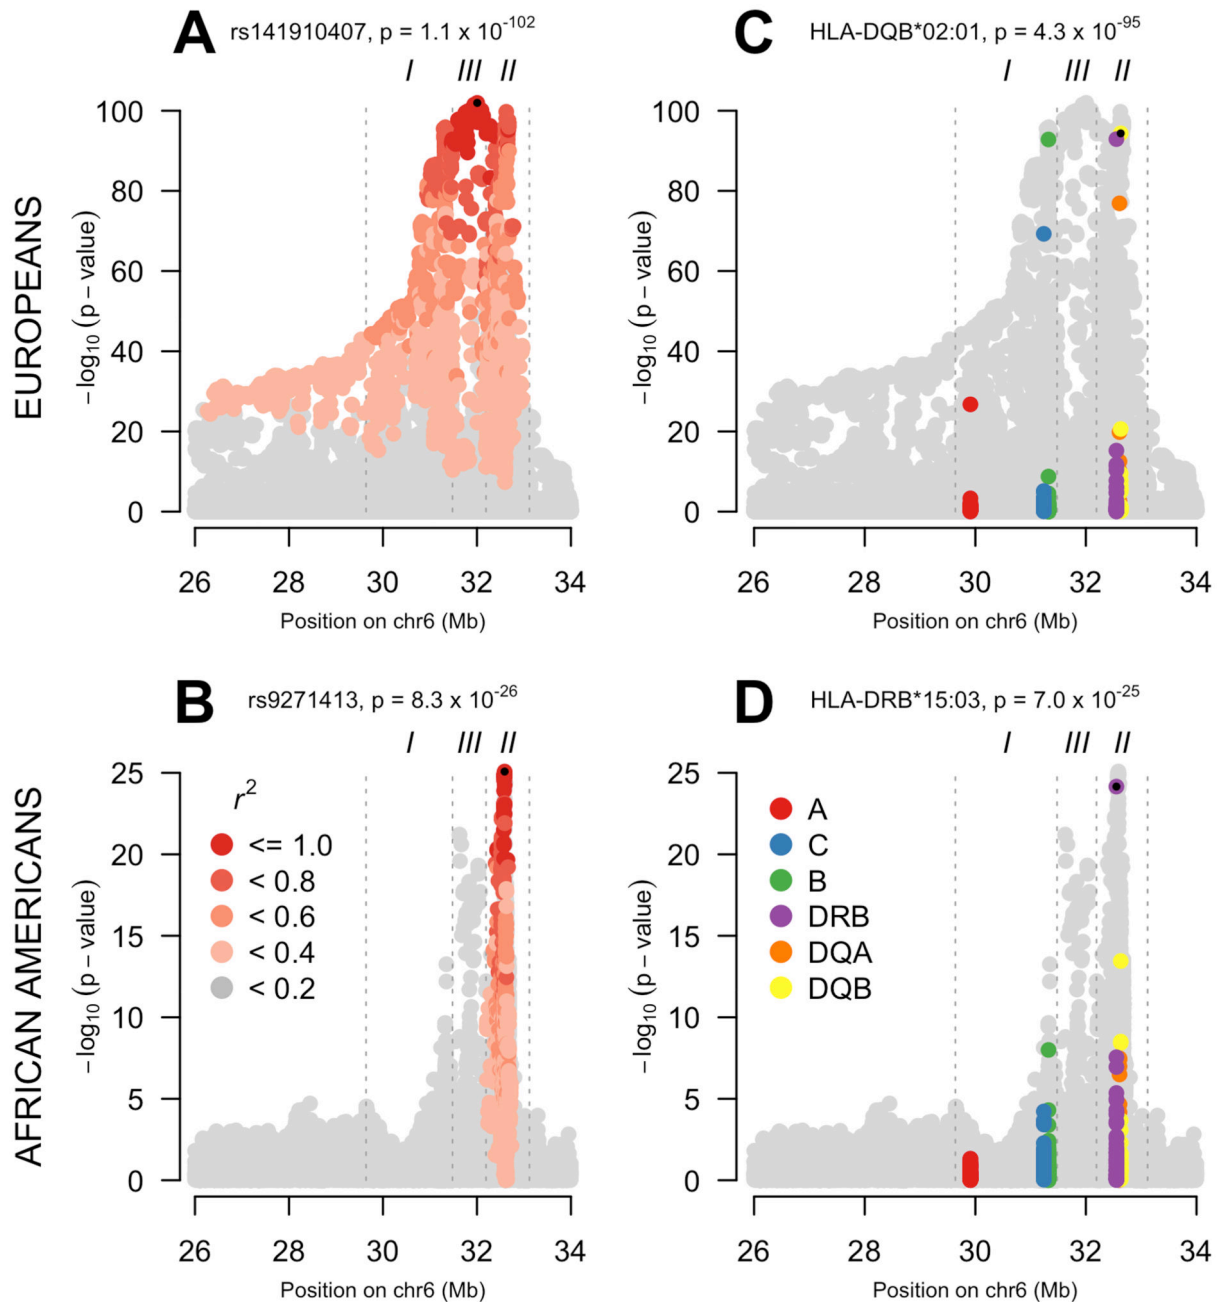 A
rs141910407, p = 1.1 x 10^-102
I III II
EUROPEANS
−log10 (p − value)
100
80
60
40
20
0
26 28 30 32 34
Position on chr6 (Mb)
C
HLA-DQB*02:01, p = 4.3 x 10^-95
I III II
−log10 (p − value)
100
80
60
40
20
0
26 28 30 32 34
Position on chr6 (Mb)
B
rs9271413, p = 8.3 x 10^-26
I III II
AFRICAN AMERICANS
−log10 (p − value)
25
20
15
10
5
0
r^2
<= 1.0
< 0.8
< 0.6
< 0.4
< 0.2
26 28 30 32 34
Position on chr6 (Mb)
D
HLA-DRB*15:03, p = 7.0 x 10^-25
I III II
−log10 (p − value)
25
20
15
10
5
0
A
C
B
DRB
DQA
DQB
26 28 30 32 34
Position on chr6 (Mb)